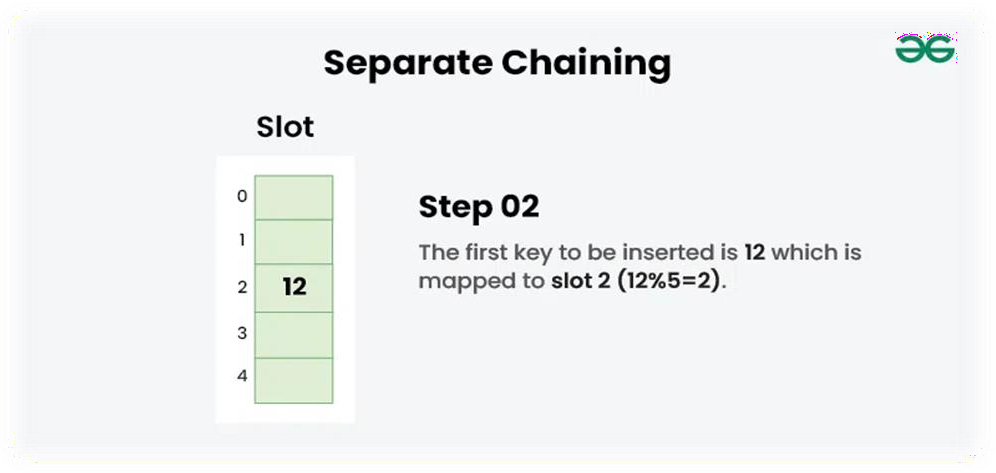 Separate Chaining
Slot
0
1
2 12
3
4
Step 02
The first key to be inserted is 12 which is
mapped to slot 2 (12%5=2).